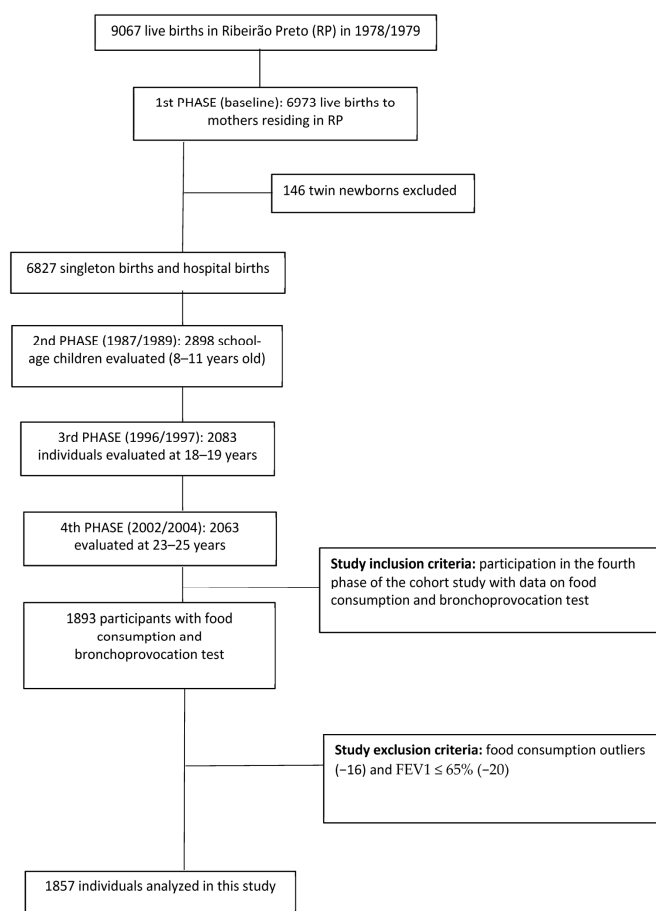 9067 live births in Ribeirão Preto (RP) in 1978/1979
1st PHASE (baseline): 6973 live births to
mothers residing in RP
146 twin newborns excluded
6827 singleton births and hospital births
2nd PHASE (1987/1989): 2898 school-
age children evaluated (8–11 years old)
3rd PHASE (1996/1997): 2083
individuals evaluated at 18–19 years
4th PHASE (2002/2004): 2063
evaluated at 23–25 years
Study inclusion criteria: participation in the fourth
phase of the cohort study with data on food
consumption and bronchoprovocation test
1893 participants with food
consumption and
bronchoprovocation test
Study exclusion criteria: food consumption outliers
(−16) and FEV1 ≤ 65% (−20)
1857 individuals analyzed in this study